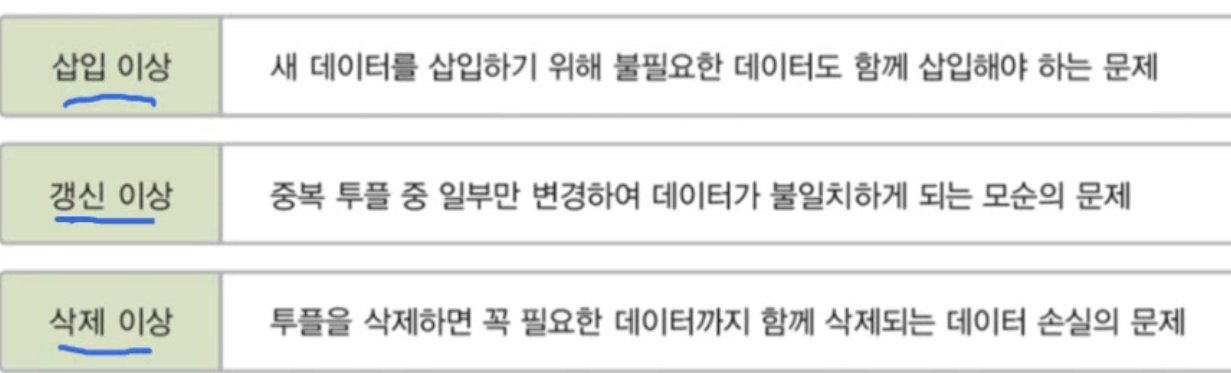 삽입 이상
새 데이터를 삽입하기 위해 불필요한 데이터도 함께 삽입해야 하는 문제
갱신 이상
중복 투플 중 일부만 변경하여 데이터가 불일치하게 되는 모순의 문제
삭제 이상
투플을 삭제하면 꼭 필요한 데이터까지 함께 삭제되는 데이터 손실의 문제